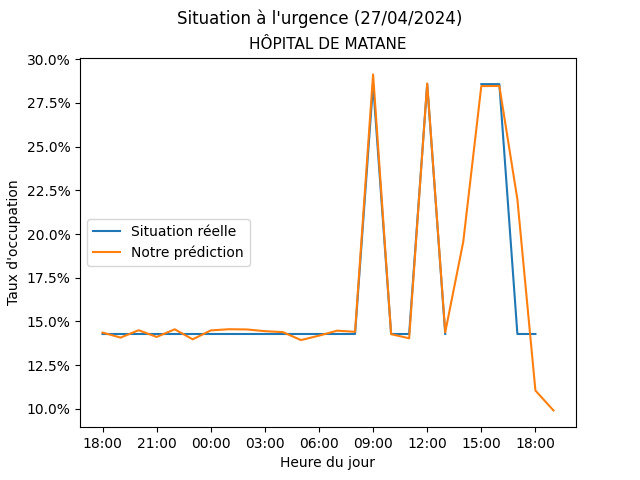 Situation à l'urgence (27/04/2024)
HÔPITAL DE MATANE
30.0%
27.5%
25.0%
22.5%
20.0%
17.5%
15.0%
12.5%
10.0%
Taux d'occupation
Situation réelle
Notre prédiction
18:00 21:00 00:00 03:00 06:00 09:00 12:00 15:00 18:00
Heure du jour